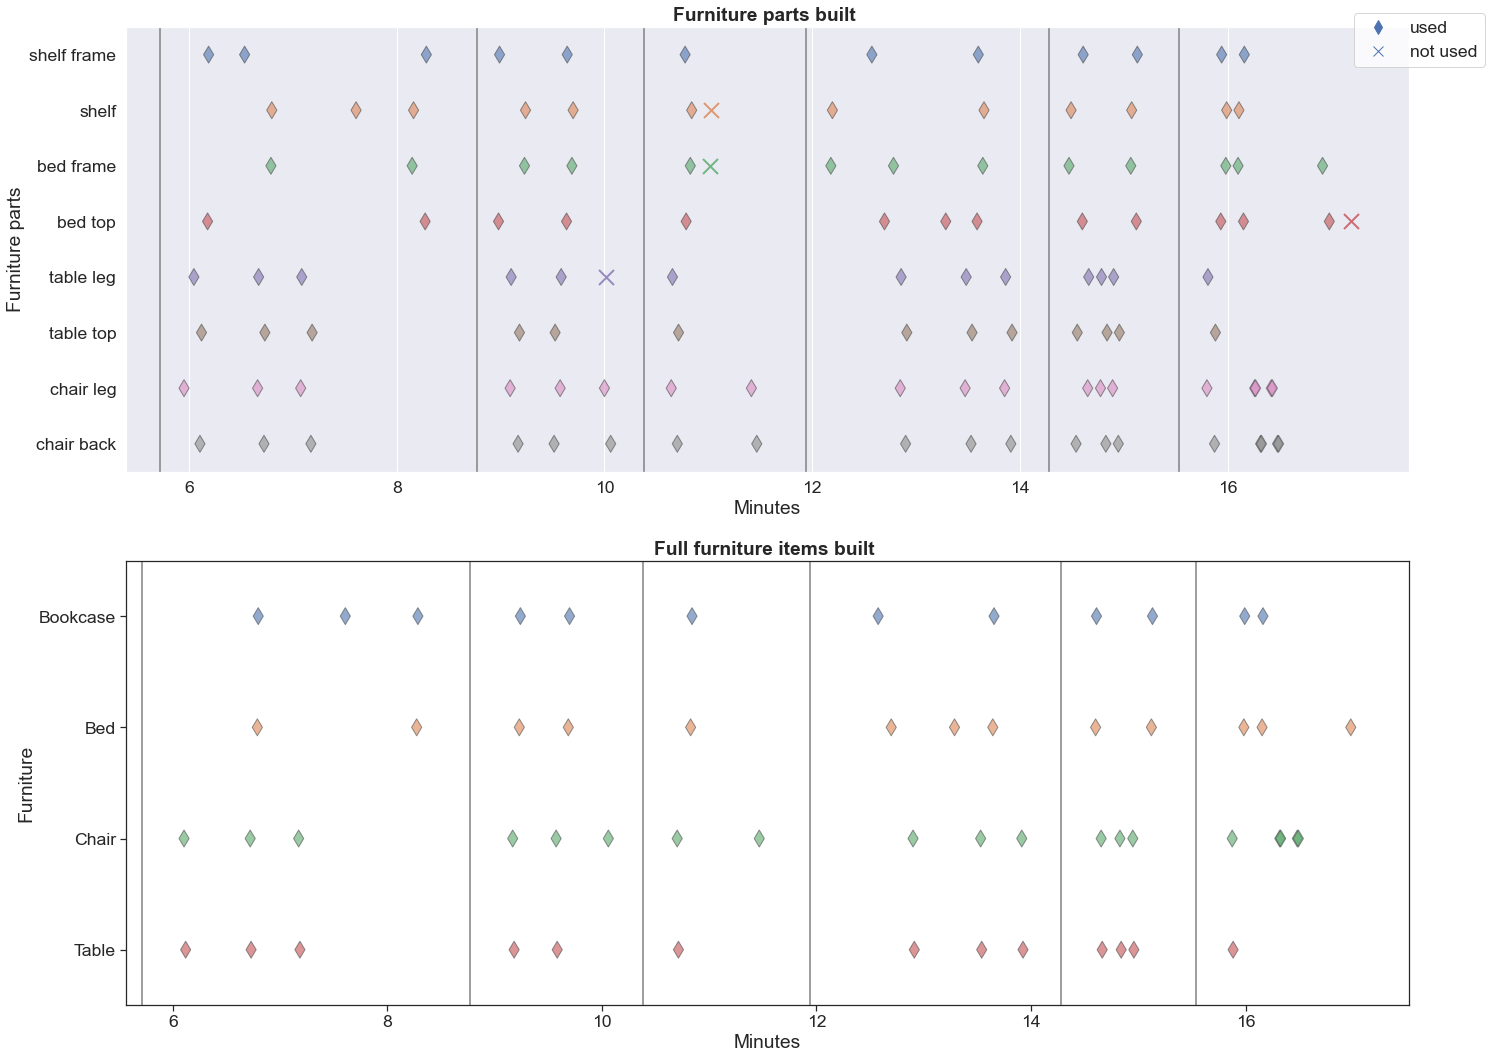 Furniture parts built
used
not used
Furniture parts
shelf frame
shelf
bed frame
bed top
table leg
table top
chair leg
chair back
6 8 10 12 14 16
Minutes
Full furniture items built
Furniture
Bookcase
Bed
Chair
Table
6 8 10 12 14 16
Minutes